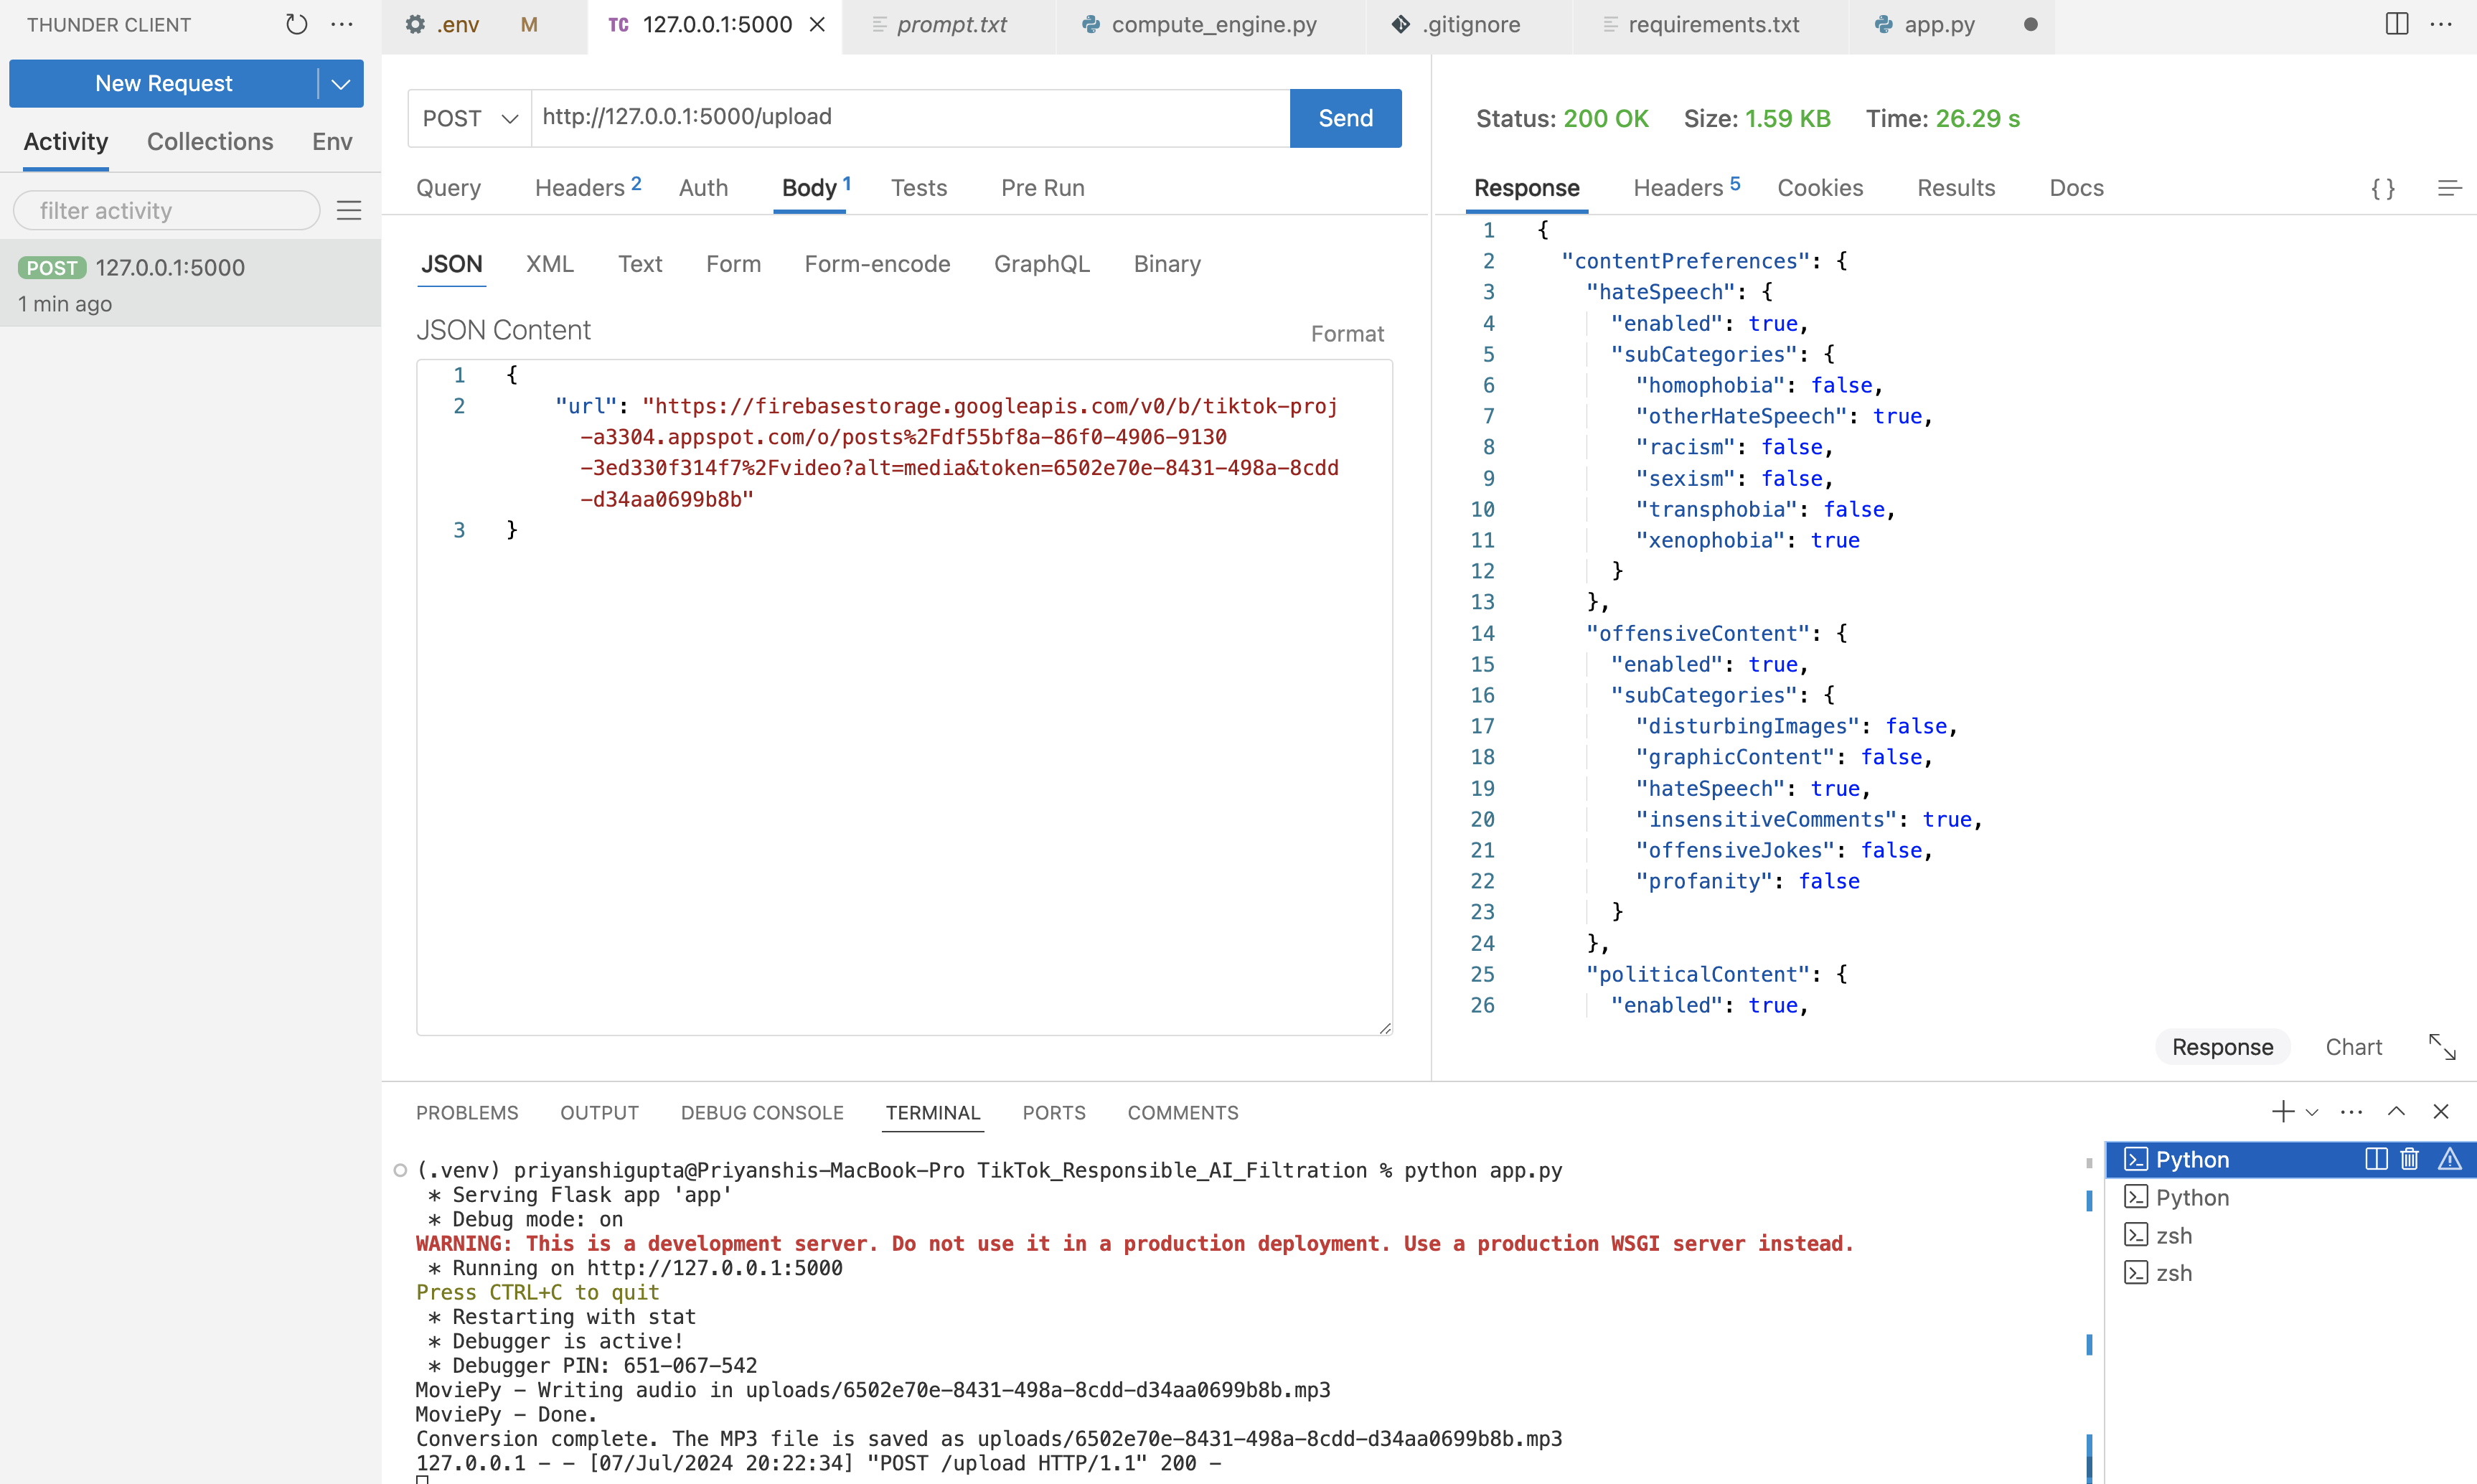 THUNDER CLIENT
.env M
TC 127.0.0.1:5000
prompt.txt
compute_engine.py
.gitignore
requirements.txt
app.py
New Request
Activity Collections Env
filter activity
POST 127.0.0.1:5000
1 min ago
POST http://127.0.0.1:5000/upload Send
Query Headers 2 Auth Body 1 Tests Pre Run
JSON XML Text Form Form-encode GraphQL Binary
JSON Content Format
1 {
2 "url": "https://firebasestorage.googleapis.com/v0/b/tiktok-proj
-a3304.appspot.com/o/posts%2Fdf55bf8a-86f0-4906-9130
-3ed330f314f7%2Fvideo?alt=media&token=6502e70e-8431-498a-8cdd
-d34aa0699b8b"
3 }
Status: 200 OK Size: 1.59 KB Time: 26.29 s
Response Headers 5 Cookies Results Docs {}
1 {
2 "contentPreferences": {
3 "hateSpeech": {
4 "enabled": true,
5 "subCategories": {
6 "homophobia": false,
7 "otherHateSpeech": true,
8 "racism": false,
9 "sexism": false,
10 "transphobia": false,
11 "xenophobia": true
12 }
13 },
14 "offensiveContent": {
15 "enabled": true,
16 "subCategories": {
17 "disturbingImages": false,
18 "graphicContent": false,
19 "hateSpeech": true,
20 "insensitiveComments": true,
21 "offensiveJokes": false,
22 "profanity": false
23 }
24 },
25 "politicalContent": {
26 "enabled": true,
Response Chart
PROBLEMS OUTPUT DEBUG CONSOLE TERMINAL PORTS COMMENTS
(.venv) priyanshigupta@Priyanshis-MacBook-Pro TikTok_Responsible_AI_Filtration % python app.py
* Serving Flask app 'app'
* Debug mode: on
WARNING: This is a development server. Do not use it in a production deployment. Use a production WSGI server instead.
* Running on http://127.0.0.1:5000
Press CTRL+C to quit
* Restarting with stat
* Debugger is active!
* Debugger PIN: 651-067-542
MoviePy - Writing audio in uploads/6502e70e-8431-498a-8cdd-d34aa0699b8b.mp3
MoviePy - Done.
Conversion complete. The MP3 file is saved as uploads/6502e70e-8431-498a-8cdd-d34aa0699b8b.mp3
127.0.0.1 - - [07/Jul/2024 20:22:34] "POST /upload HTTP/1.1" 200 -
Python
Python
zsh
zsh